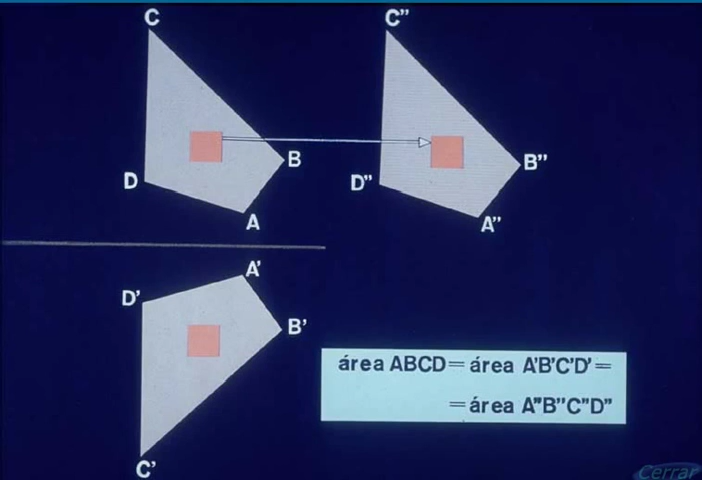 C
C"
B
B"
D
D"
A
A"
A'
D'
B'
C'
área ABCD= área A'B'C'D' =
=área A"B"C"D"
Cerrar